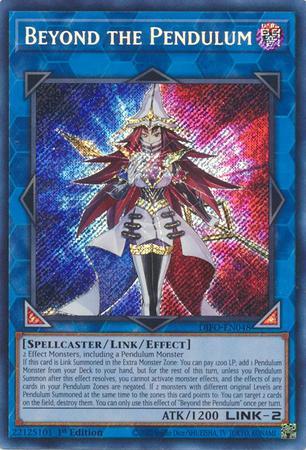 BEYOND THE PENDULUM
DIFO-EN048
[SPELLCASTER/LINK/EFFECT]
2 Effect Monsters, including a Pendulum Monster
If this card is Link Summoned in the Extra Monster Zone: You can pay 1200 LP; add 1 Pendulum
Monster from your Deck to your hand, but for the rest of this turn, unless you Pendulum
Summon after this effect resolves, you cannot activate monster effects, and the effects of any
cards in your Pendulum Zones are negated. If 2 monsters with different original Levels are
Pendulum Summoned at the same time to the zones this card points to: You can target 2 cards
on the field; destroy them. You can only use this effect of "Beyond the Pendulum" once per turn.
ATK/1200 LINK-2
22125101 1st Edition